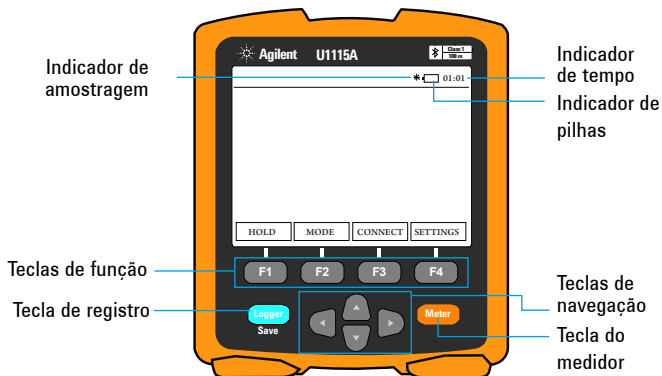 Agilent U1115A
Class 1
100 m
Indicador de
amostragem
01:01
Indicador
de tempo
Indicador de
pilhas
HOLD MODE CONNECT SETTINGS
Teclas de função
F1 F2 F3 F4
Tecla de registro
Logger
Save
Meter
Teclas de
navegação
Tecla do
medidor